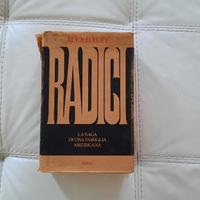 ALEX HALEY
RADICI
LA SAGA
DI UNA FAMIGLIA
AMERICANA